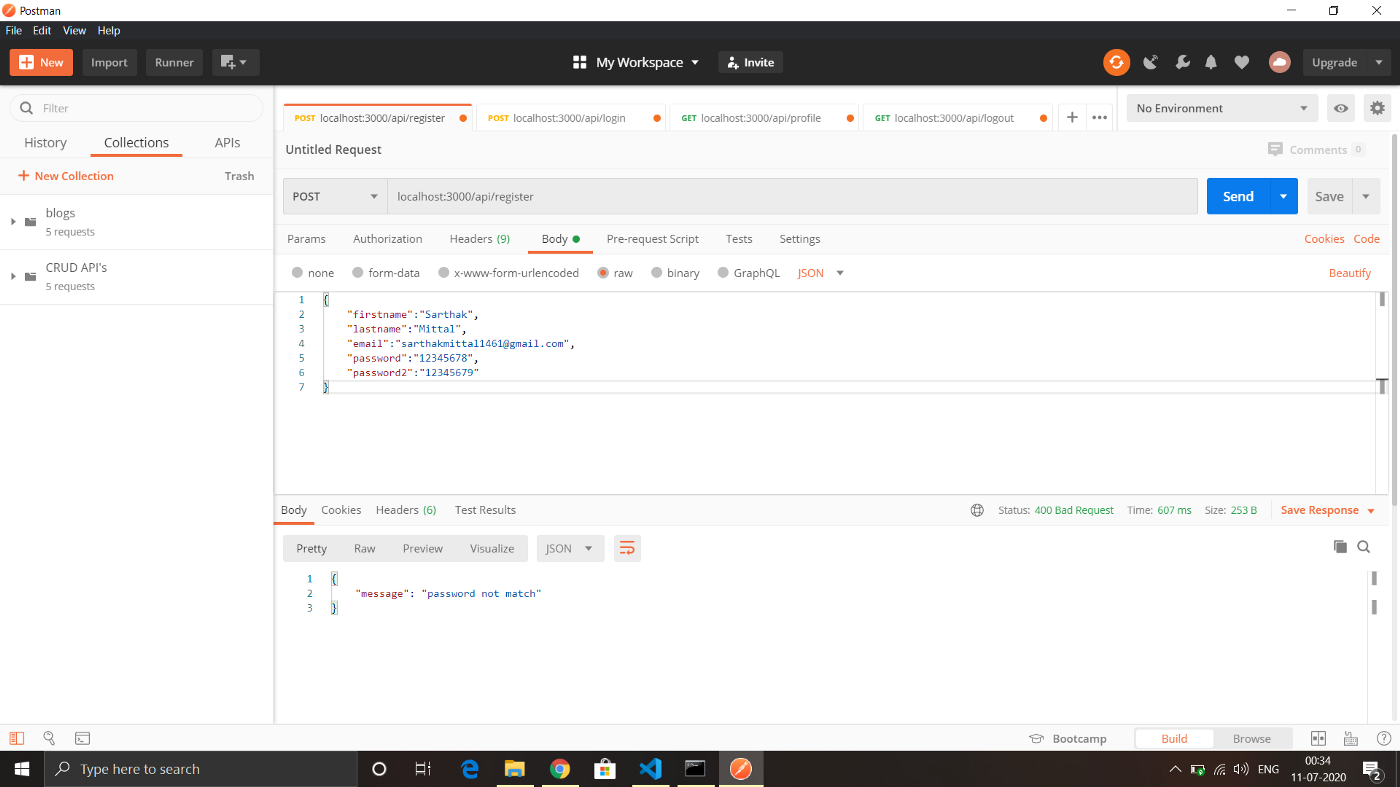 Postman
File Edit View Help
New Import Runner My Workspace Invite Upgrade
Filter
History Collections APIs
New Collection Trash
blogs
5 requests
CRUD API's
5 requests
POST localhost:3000/api/register POST localhost:3000/api/login GET localhost:3000/api/profile GET localhost:3000/api/logout No Environment
Untitled Request Comments 0
POST localhost:3000/api/register Send Save
Params Authorization Headers (9) Body Pre-request Script Tests Settings Cookies Code
none form-data x-www-form-urlencoded raw binary GraphQL JSON Beautify
1 {
2 "firstname":"Sarthak",
3 "lastname":"Mittal",
4 "email":"sarthakmittal1461@gmail.com",
5 "password":"12345678",
6 "password2":"12345679"
7 }
Body Cookies Headers (6) Test Results Status: 400 Bad Request Time: 607 ms Size: 253 B Save Response
Pretty Raw Preview Visualize JSON
1 {
2 "message": "password not match"
3 }
Bootcamp Build Browse
Type here to search ENG 00:34
11-07-2020 2